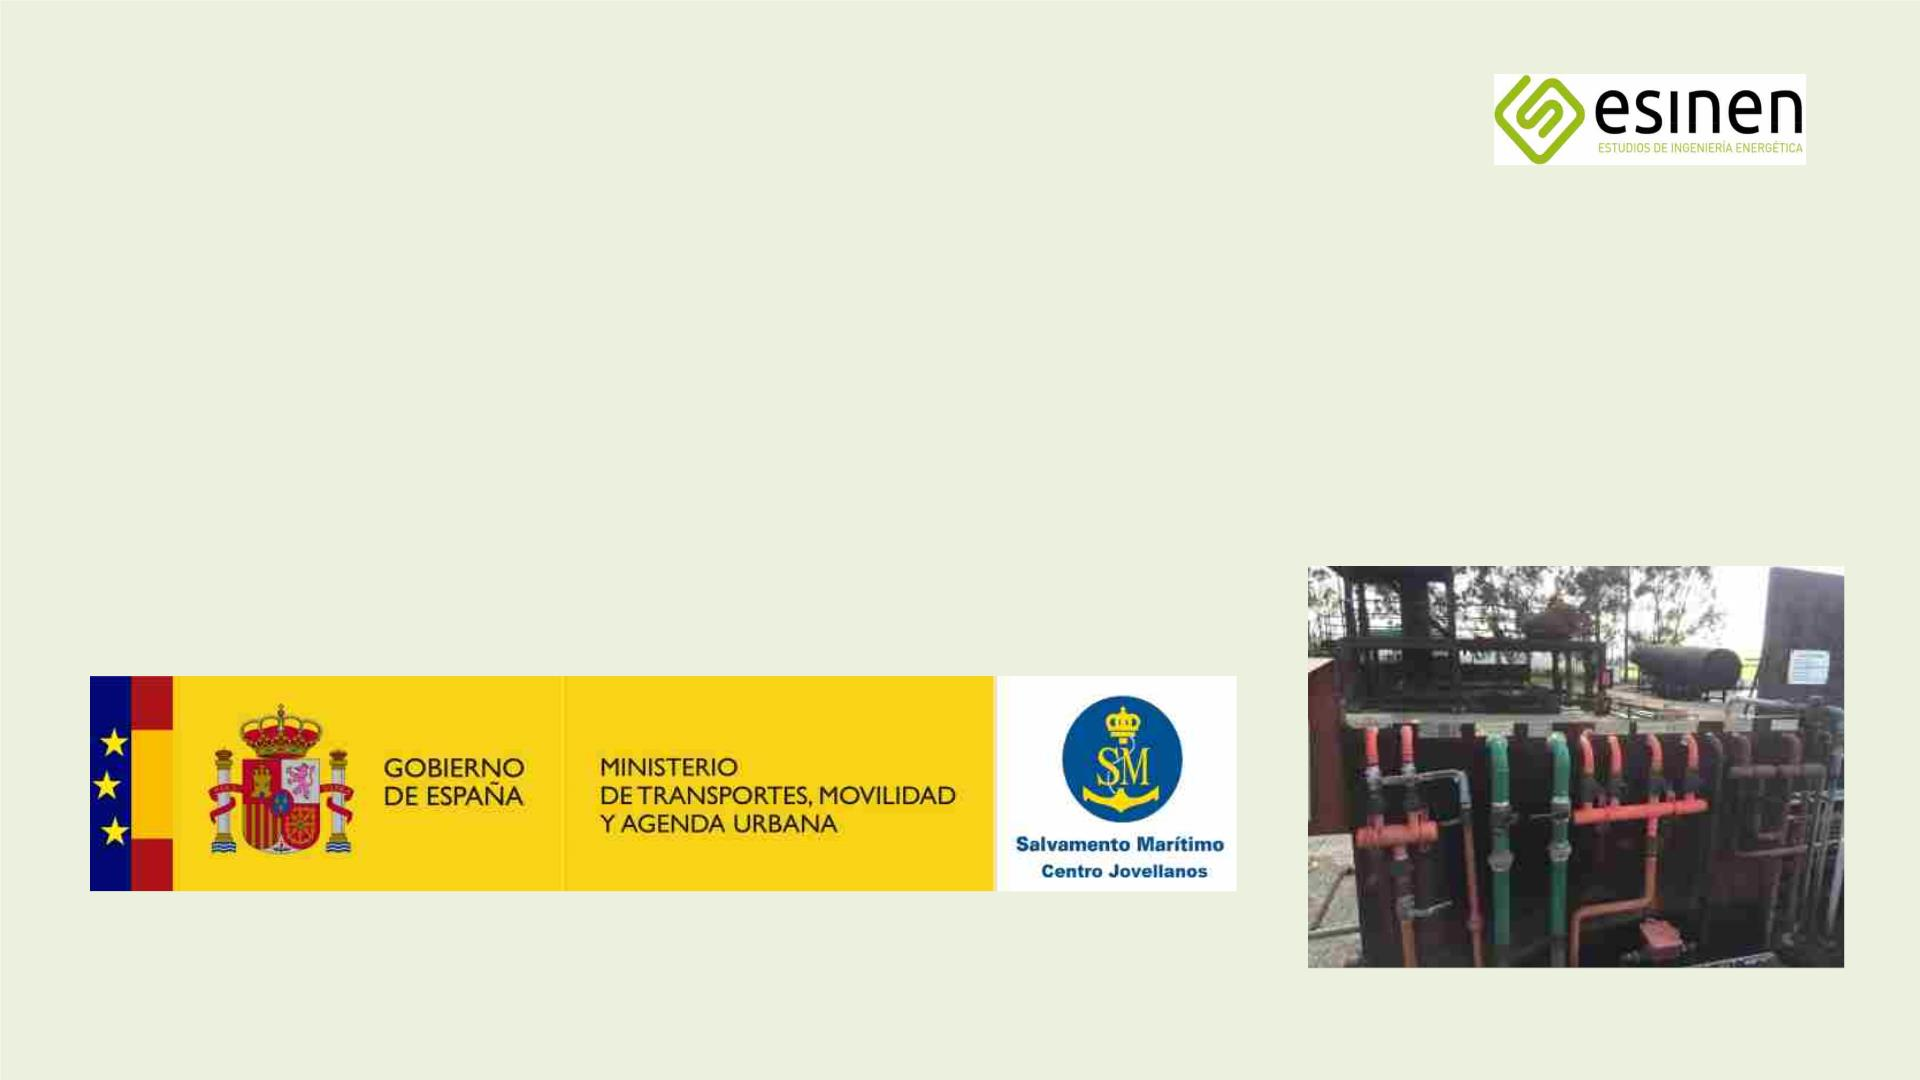 esinen
ESTUDIOS DE INGENIERÍA ENERGÉTICA
GOBIERNO
DE ESPAÑA
MINISTERIO
DE TRANSPORTES, MOVILIDAD
Y AGENDA URBANA
SM
Salvamento Marítimo
Centro Jovellanos